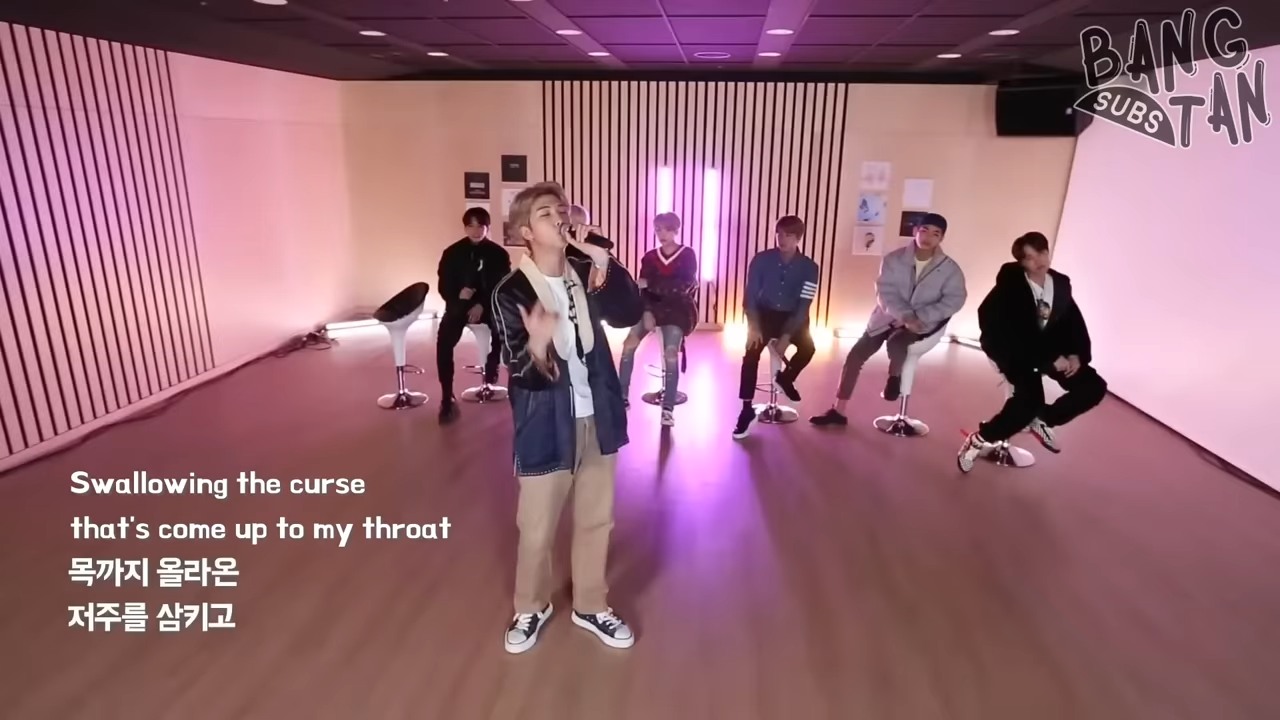 BANG
SUBS TAN
Swallowing the curse
that's come up to my throat
목까지 올라온
저주를 삼키고